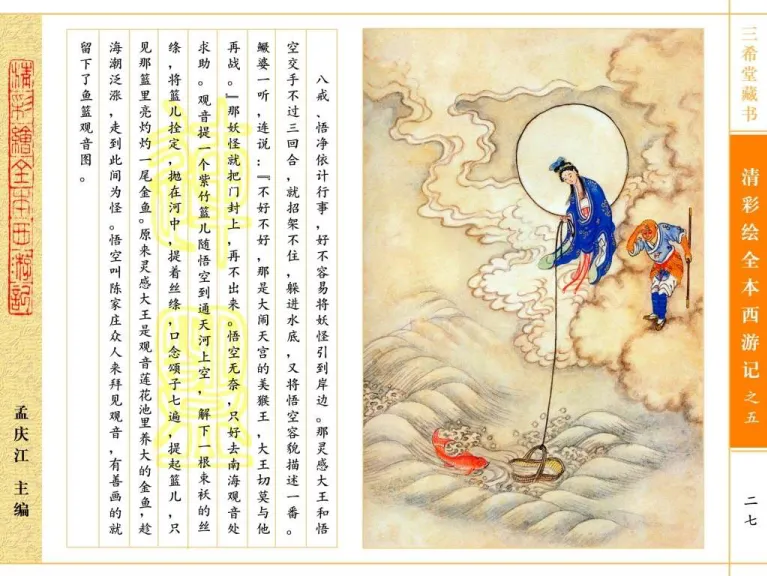 三希堂藏书
清彩绘全本西游记之五
二七
八戒、悟净依计行事，好不容易将妖怪引到岸边。那灵感大王和悟
空交手不过三回合，就招架不住，躲进水底，又将悟空容貌描述一番。
鳜婆一听，连说：『不好不好，那是大闹天宫的美猴王，大王切莫与他
再战。』那妖怪就把门封上，再不出来。悟空无奈，只好去南海观音处
求助。观音提一个紫竹篮儿随悟空到通天河上空，解下一根束袄的丝
绦，将篮儿拴定，抛在河中，提着丝绦，口念颂子七遍，提起篮儿，只
见那篮里亮灼灼一尾金鱼。原来灵感大王是观音莲花池里养大的金鱼，趁
海潮泛涨，走到此间为怪。悟空叫陈家庄众人来拜见观音，有善画的就
留下了鱼篮观音图。
清彩绘全本西游记
孟庆江 主编